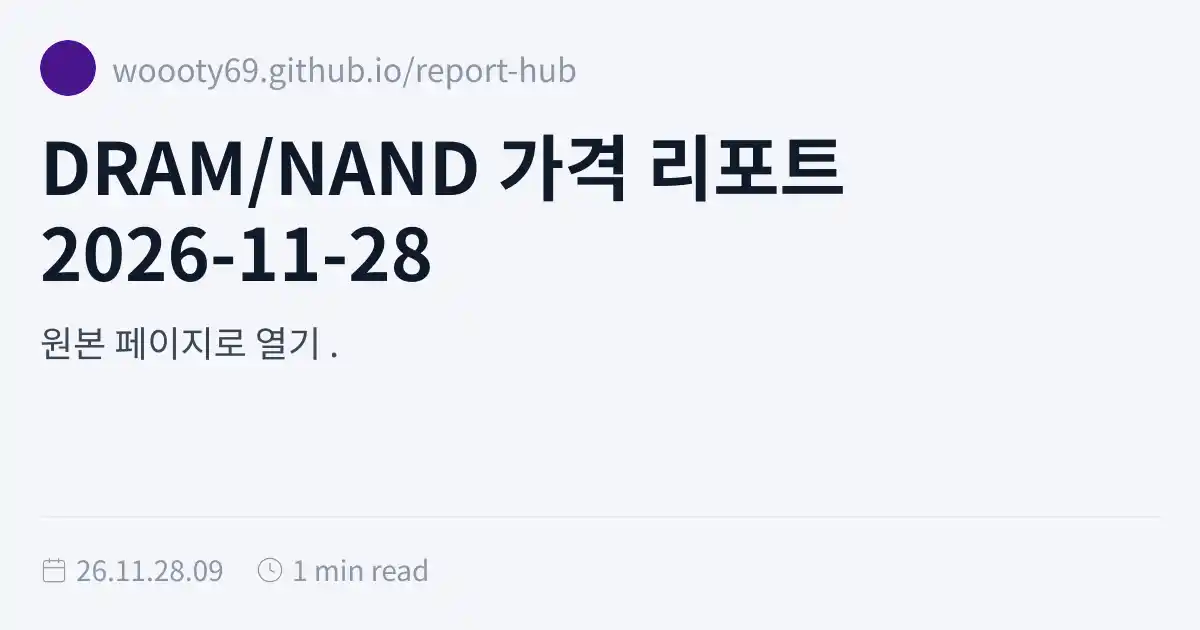 woooty69.github.io/report-hub
DRAM/NAND 가격 리포트
2026-11-28
원본 페이지로 열기 .
26.11.28.09
1 min read